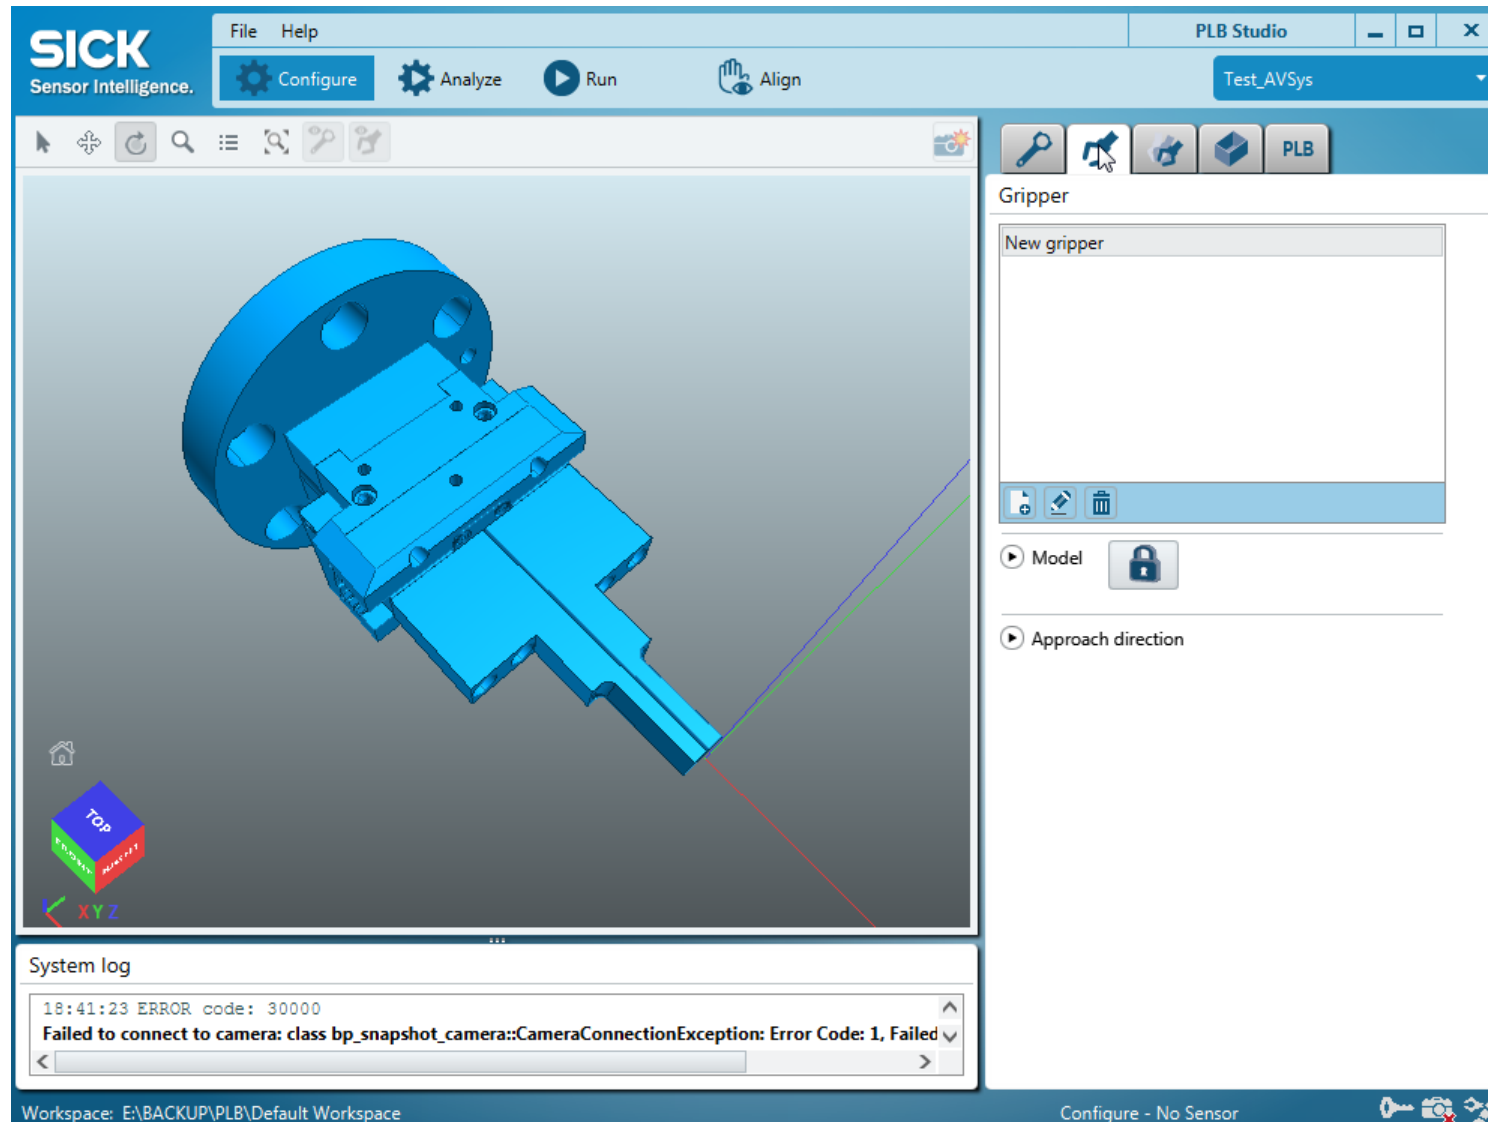 SICK
Sensor Intelligence.
File Help
PLB Studio
Configure
Analyze
Run
Align
Test_AVSys
PLB
Gripper
New gripper
Model
Approach direction
TOP
X Y Z
System log
18:41:23 ERROR code: 30000
Failed to connect to camera: class bp_snapshot_camera::CameraConnectionException: Error Code: 1, Failed
Workspace: E:\BACKUP\PLB\Default Workspace
Configure - No Sensor